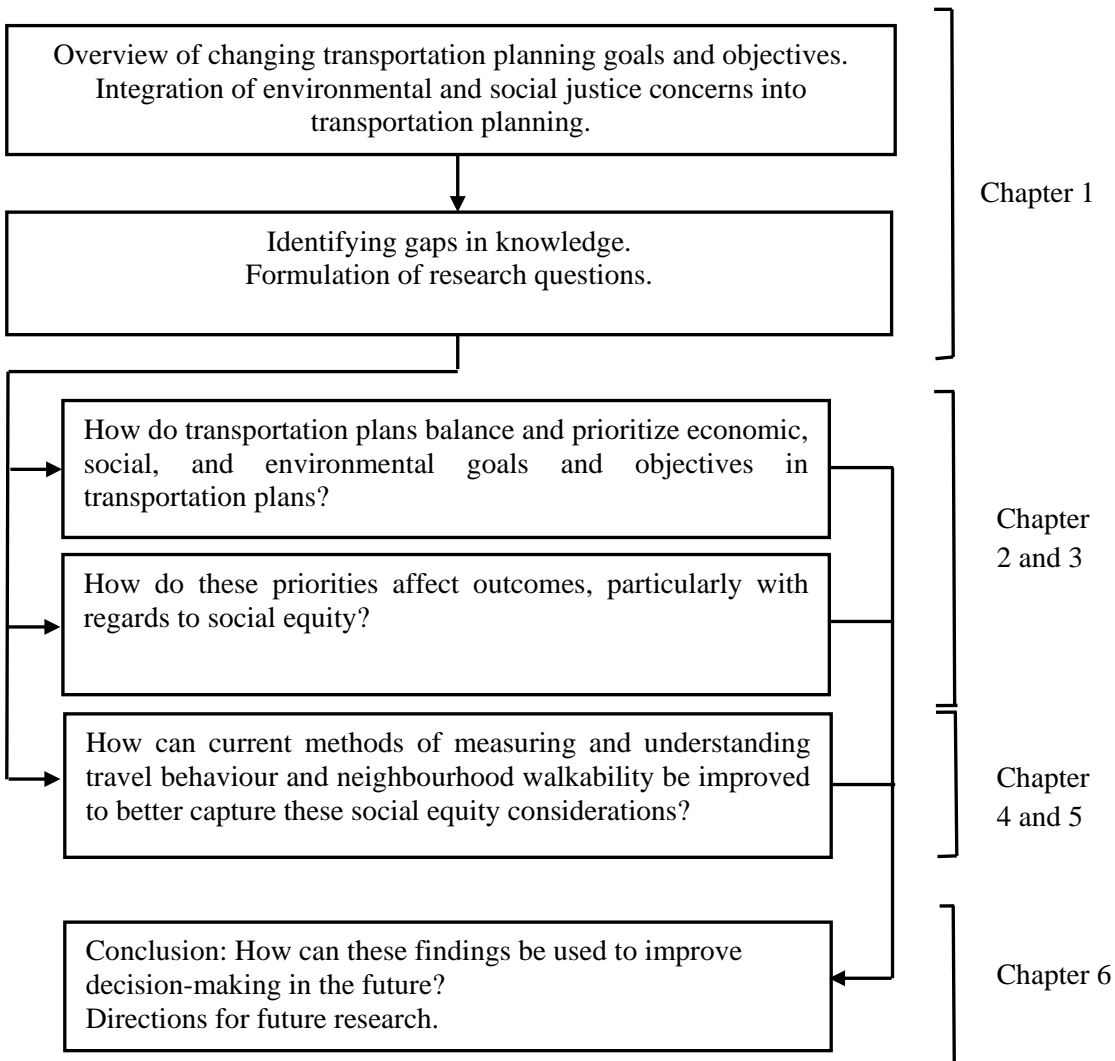 Overview of changing transportation planning goals and objectives.
Integration of environmental and social justice concerns into
transportation planning.
Chapter 1
Identifying gaps in knowledge.
Formulation of research questions.
How do transportation plans balance and prioritize economic,
social, and environmental goals and objectives in
transportation plans?
Chapter
2 and 3
How do these priorities affect outcomes, particularly with
regards to social equity?
How can current methods of measuring and understanding
travel behaviour and neighbourhood walkability be improved
to better capture these social equity considerations?
Chapter
4 and 5
Conclusion: How can these findings be used to improve
decision-making in the future?
Directions for future research.
Chapter 6